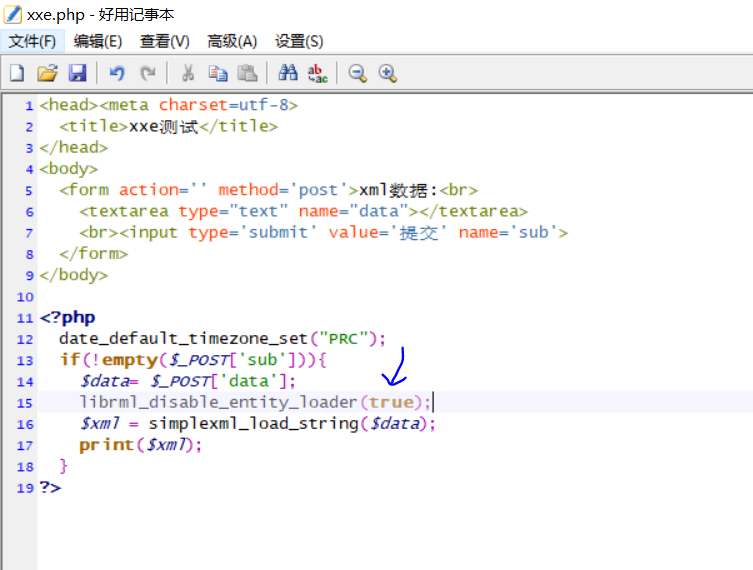 xxe.php - 好用记事本
文件(F) 编辑(E) 查看(V) 高级(A) 设置(S)
ab
ac
1 <head><meta charset=utf-8>
2 <title>xxe测试</title>
3 </head>
4 <body>
5 <form action='' method='post'>xml数据:<br>
6 <textarea type="text" name="data"></textarea>
7 <br><input type='submit' value='提交' name='sub'>
8 </form>
9 </body>
10
11 <?php
12 date_default_timezone_set("PRC");
13 if(!empty($_POST['sub'])){
14 $data= $_POST['data'];
15 librml_disable_entity_loader(true);
16 $xml = simplexml_load_string($data);
17 print($xml);
18 }
19 ?>